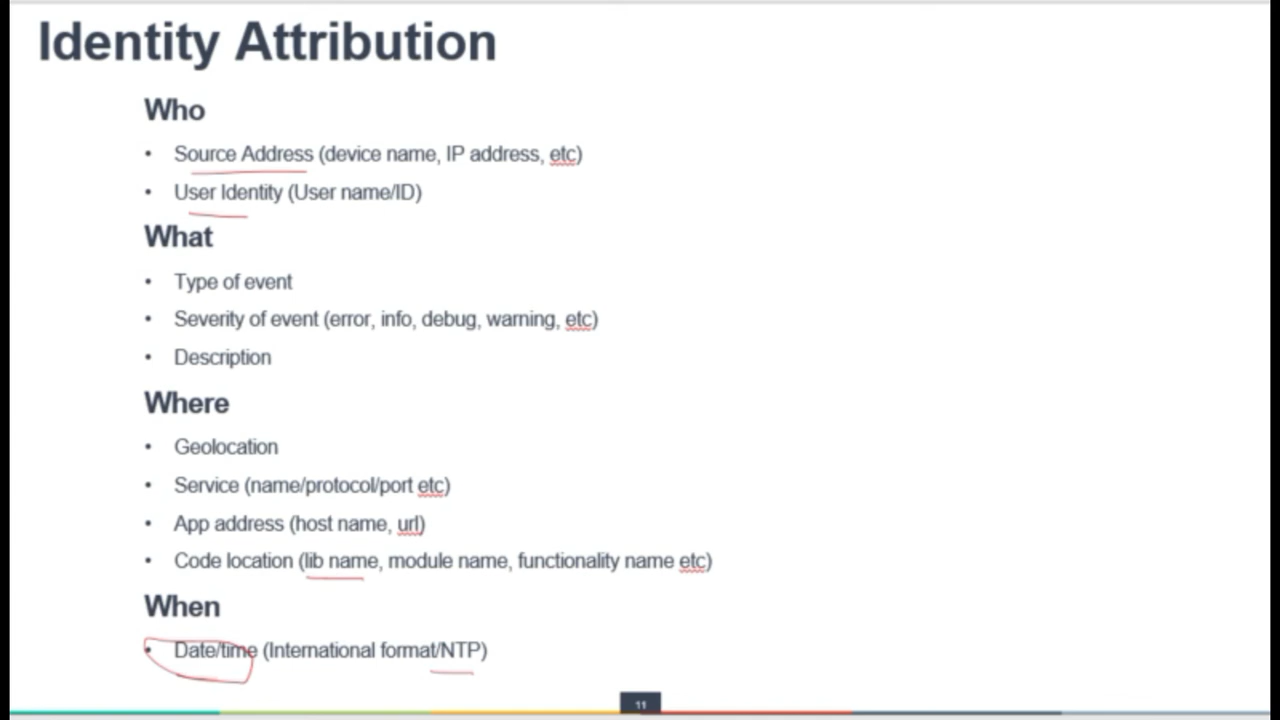 Identity Attribution
Who
• Source Address (device name, IP address, etc)
• User Identity (User name/ID)
What
• Type of event
• Severity of event (error, info, debug, warning, etc)
• Description
Where
• Geolocation
• Service (name/protocol/port etc)
• App address (host name, url)
• Code location (lib name, module name, functionality name etc)
When
• Date/time (International format/NTP)
11